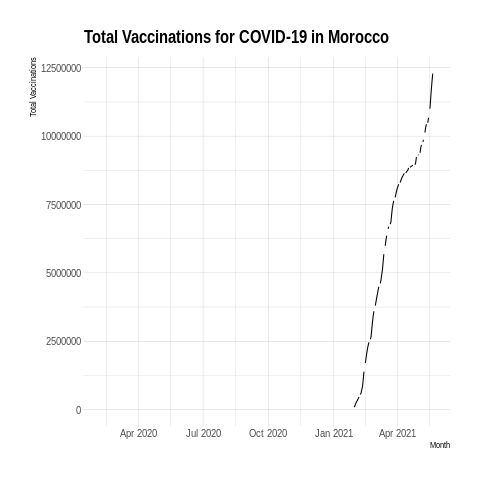 Total Vaccinations for COVID-19 in Morocco
Total Vaccinations
12500000
10000000
7500000
5000000
2500000
0
Apr 2020 Jul 2020 Oct 2020 Jan 2021 Apr 2021
Month